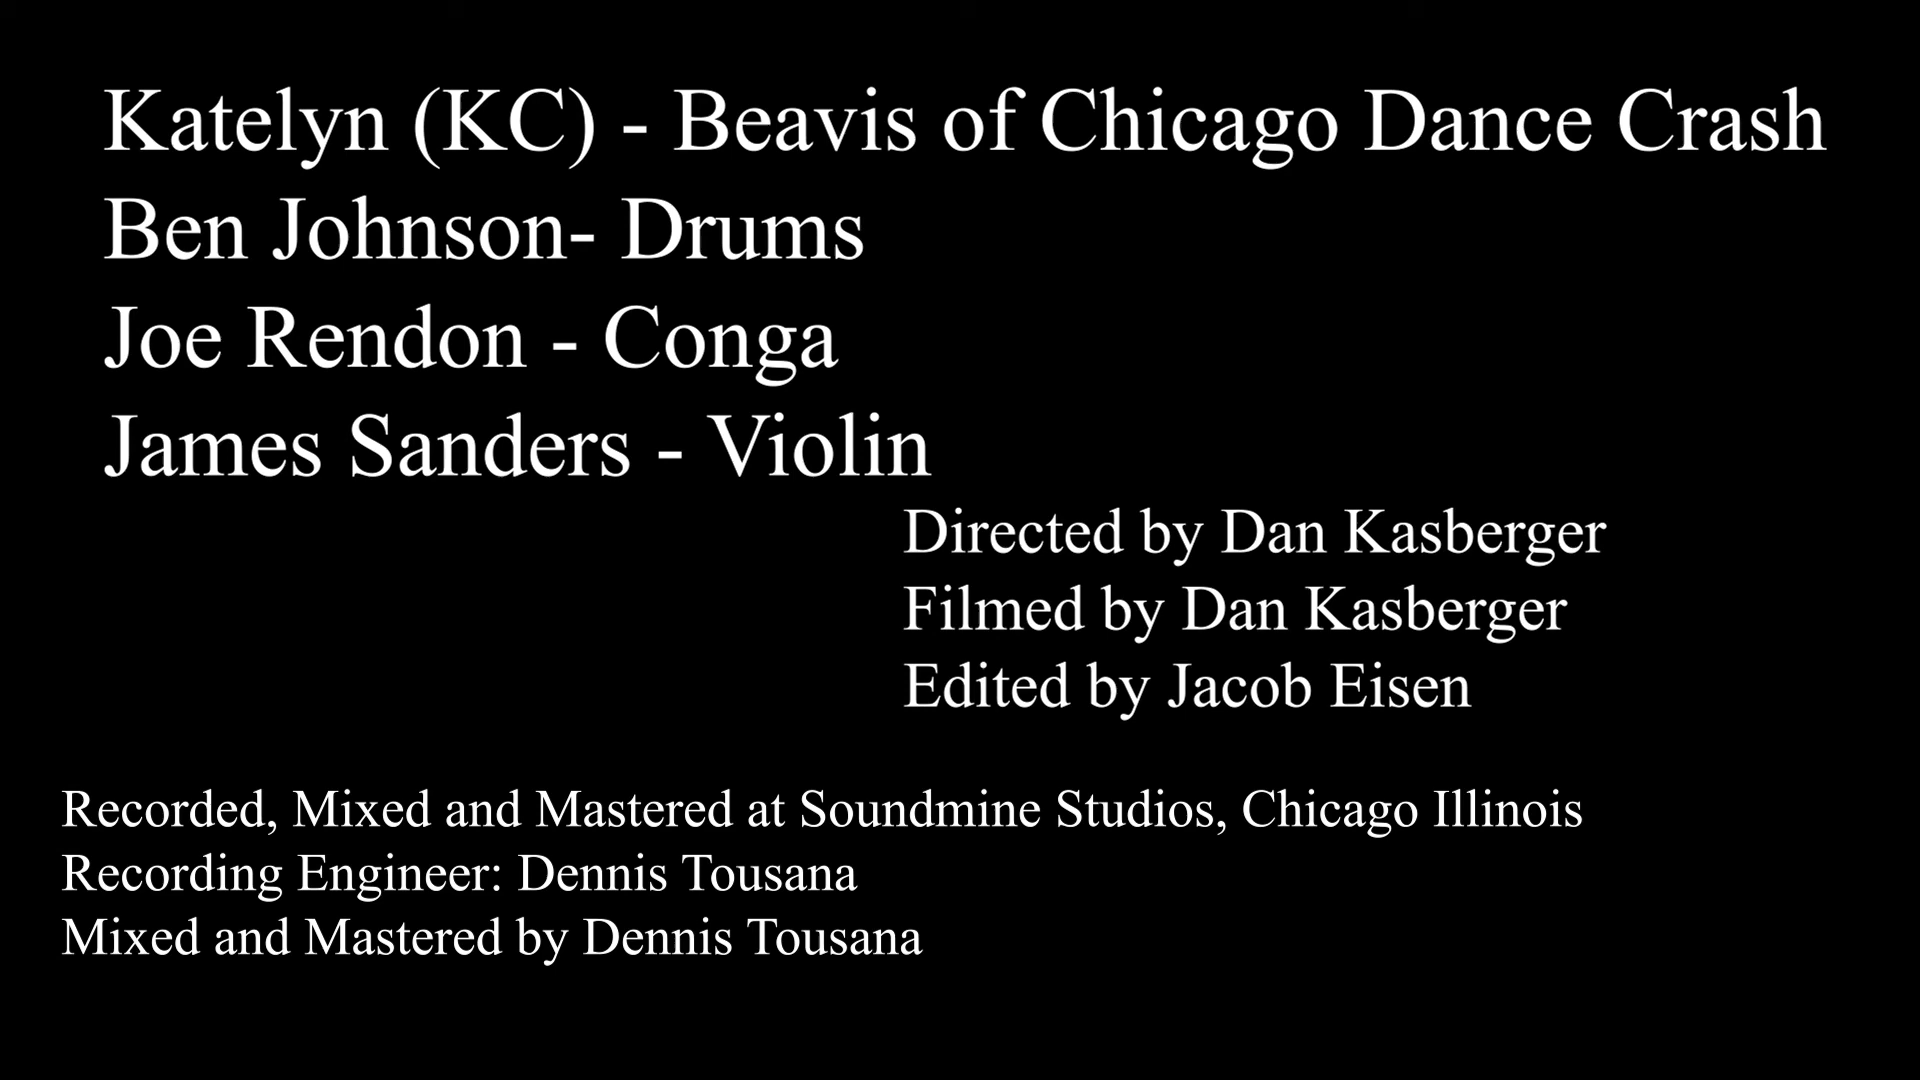 Katelyn (KC) - Beavis of Chicago Dance Crash
Ben Johnson- Drums
Joe Rendon - Conga
James Sanders - Violin
Directed by Dan Kasberger
Filmed by Dan Kasberger
Edited by Jacob Eisen
Recorded, Mixed and Mastered at Soundmine Studios, Chicago Illinois
Recording Engineer: Dennis Tousana
Mixed and Mastered by Dennis Tousana